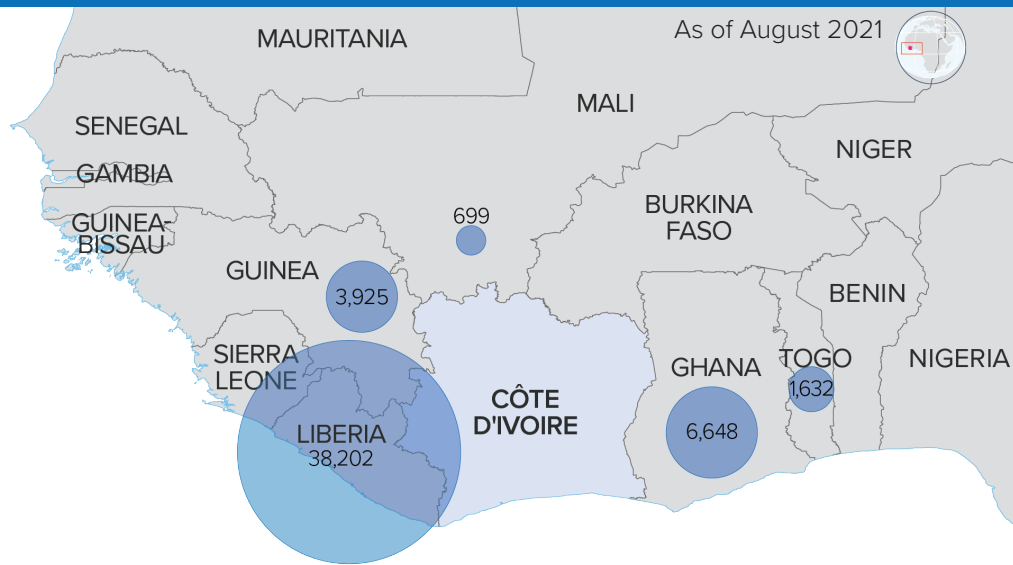 As of August 2021
MAURITANIA
MALI
SENEGAL
NIGER
GAMBIA
BURKINA
FASO
699
GUINEA-
BISSAU
GUINEA
3,925
BENIN
SIERRA
LEONE
TOGO
1,632
NIGERIA
GHANA
6,648
CÔTE
D'IVOIRE
LIBERIA
38,202